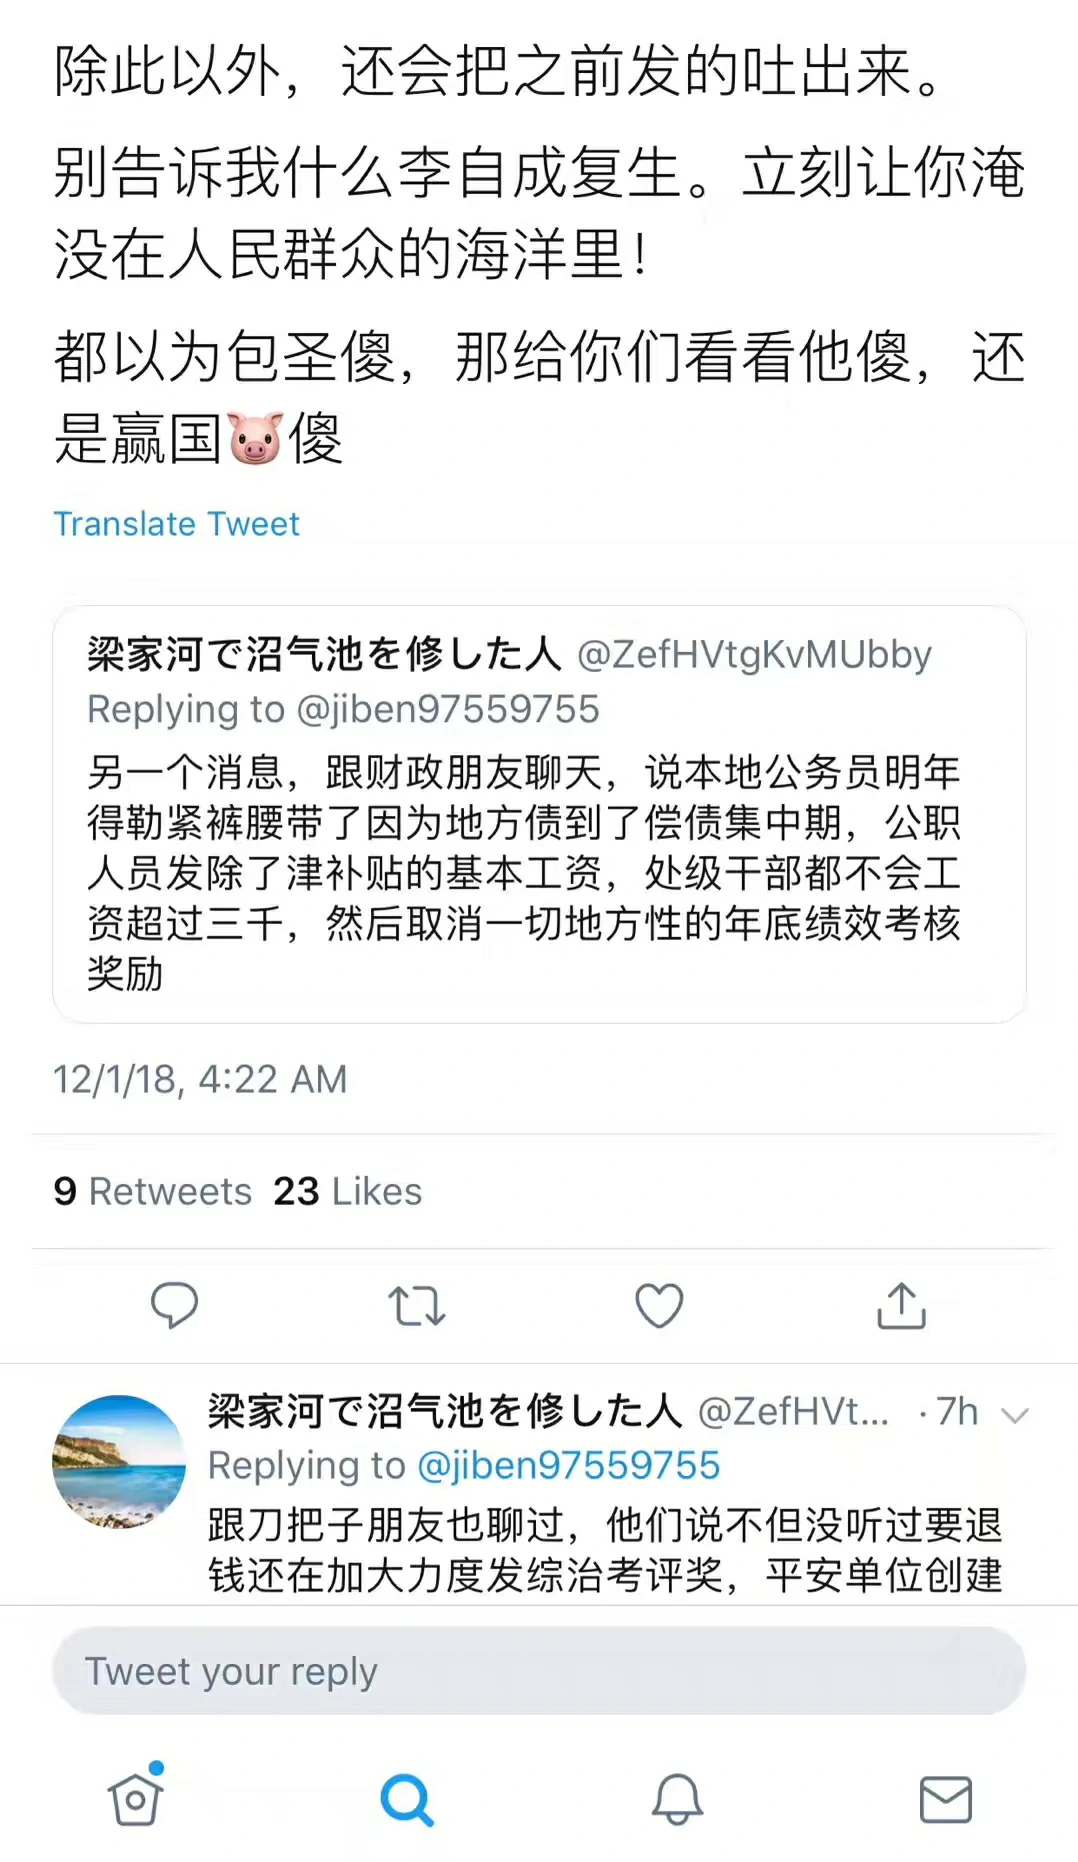 除此以外，还会把之前发的吐出来。
别告诉我什么李自成复生。立刻让你淹
没在人民群众的海洋里！
都以为包圣傻，那给你们看看他傻，还
是赢国🐷傻
Translate Tweet
梁家河で沼气池を修した人 @ZefHVtgKvMUbby
Replying to @jiben97559755
另一个消息，跟财政朋友聊天，说本地公务员明年
得勒紧裤腰带了因为地方债到了偿债集中期，公职
人员发除了津补贴的基本工资，处级干部都不会工
资超过三千，然后取消一切地方性的年底绩效考核
奖励
12/1/18, 4:22 AM
9 Retweets 23 Likes
梁家河で沼气池を修した人 @ZefHVt... · 7h
Replying to @jiben97559755
跟刀把子朋友也聊过，他们说不但没听过要退
钱还在加大力度发综治考评奖，平安单位创建
Tweet your reply